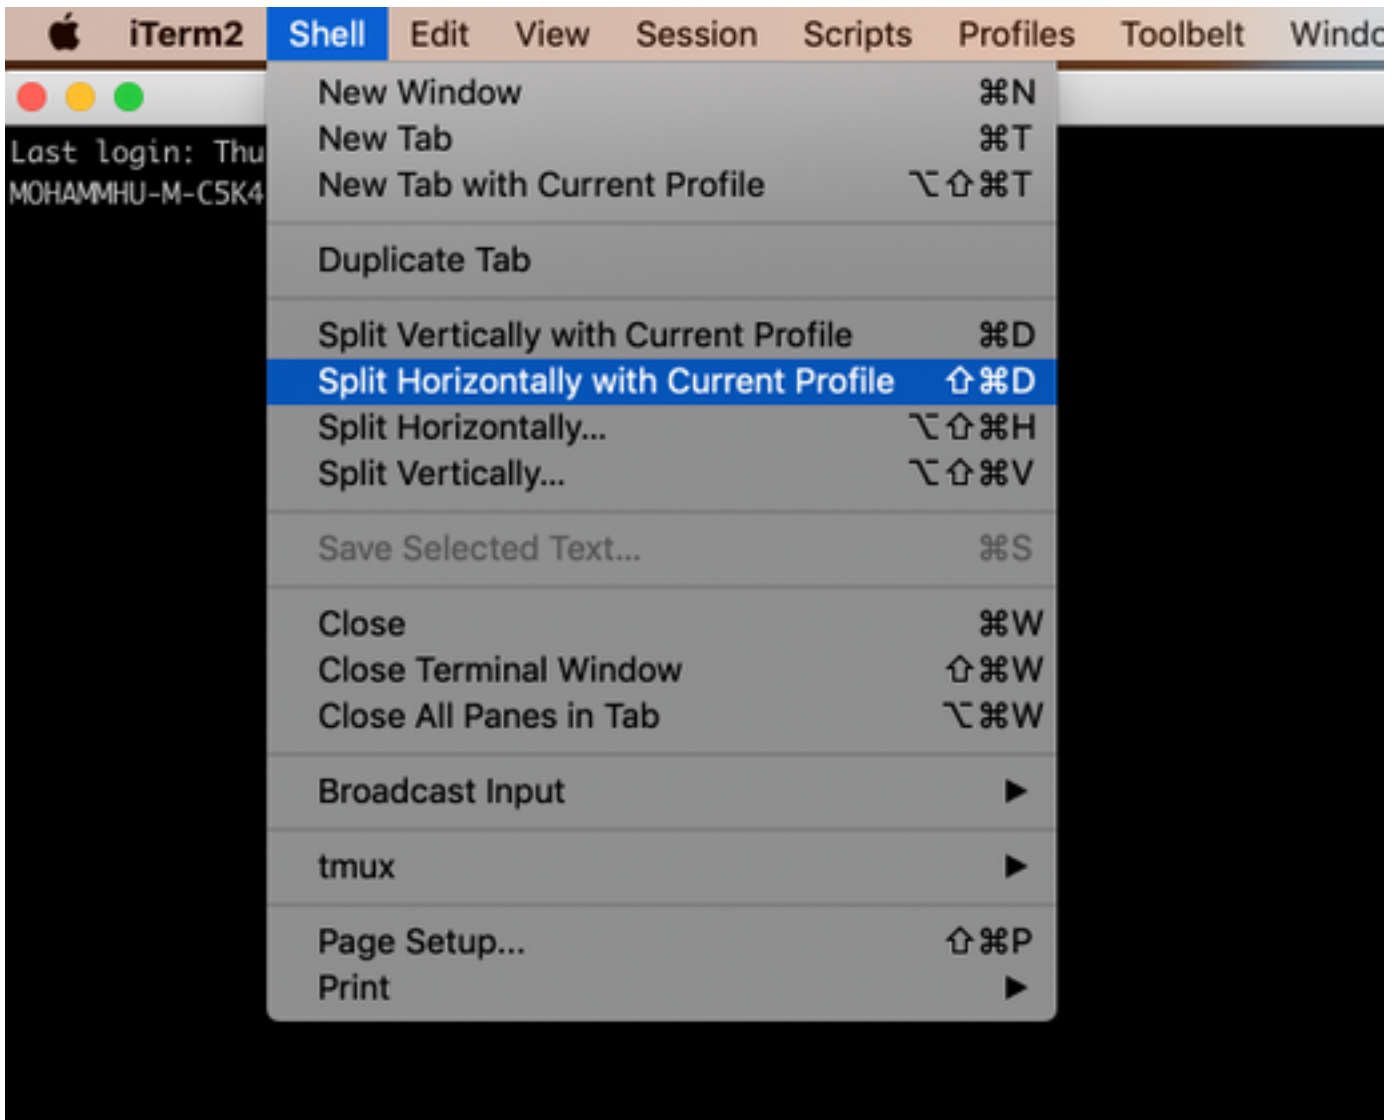 iTerm2 Shell Edit View Session Scripts Profiles Toolbelt Windo
Last login: Thu
MOHAMMHU-M-C5K4
New Window ⌘N
New Tab ⌘T
New Tab with Current Profile ⌥⇧⌘T
Duplicate Tab
Split Vertically with Current Profile ⌘D
Split Horizontally with Current Profile ⇧⌘D
Split Horizontally... ⌥⇧⌘H
Split Vertically... ⌥⇧⌘V
Save Selected Text... ⌘S
Close ⌘W
Close Terminal Window ⇧⌘W
Close All Panes in Tab ⌥⌘W
Broadcast Input ▶
tmux ▶
Page Setup... ⇧⌘P
Print ▶